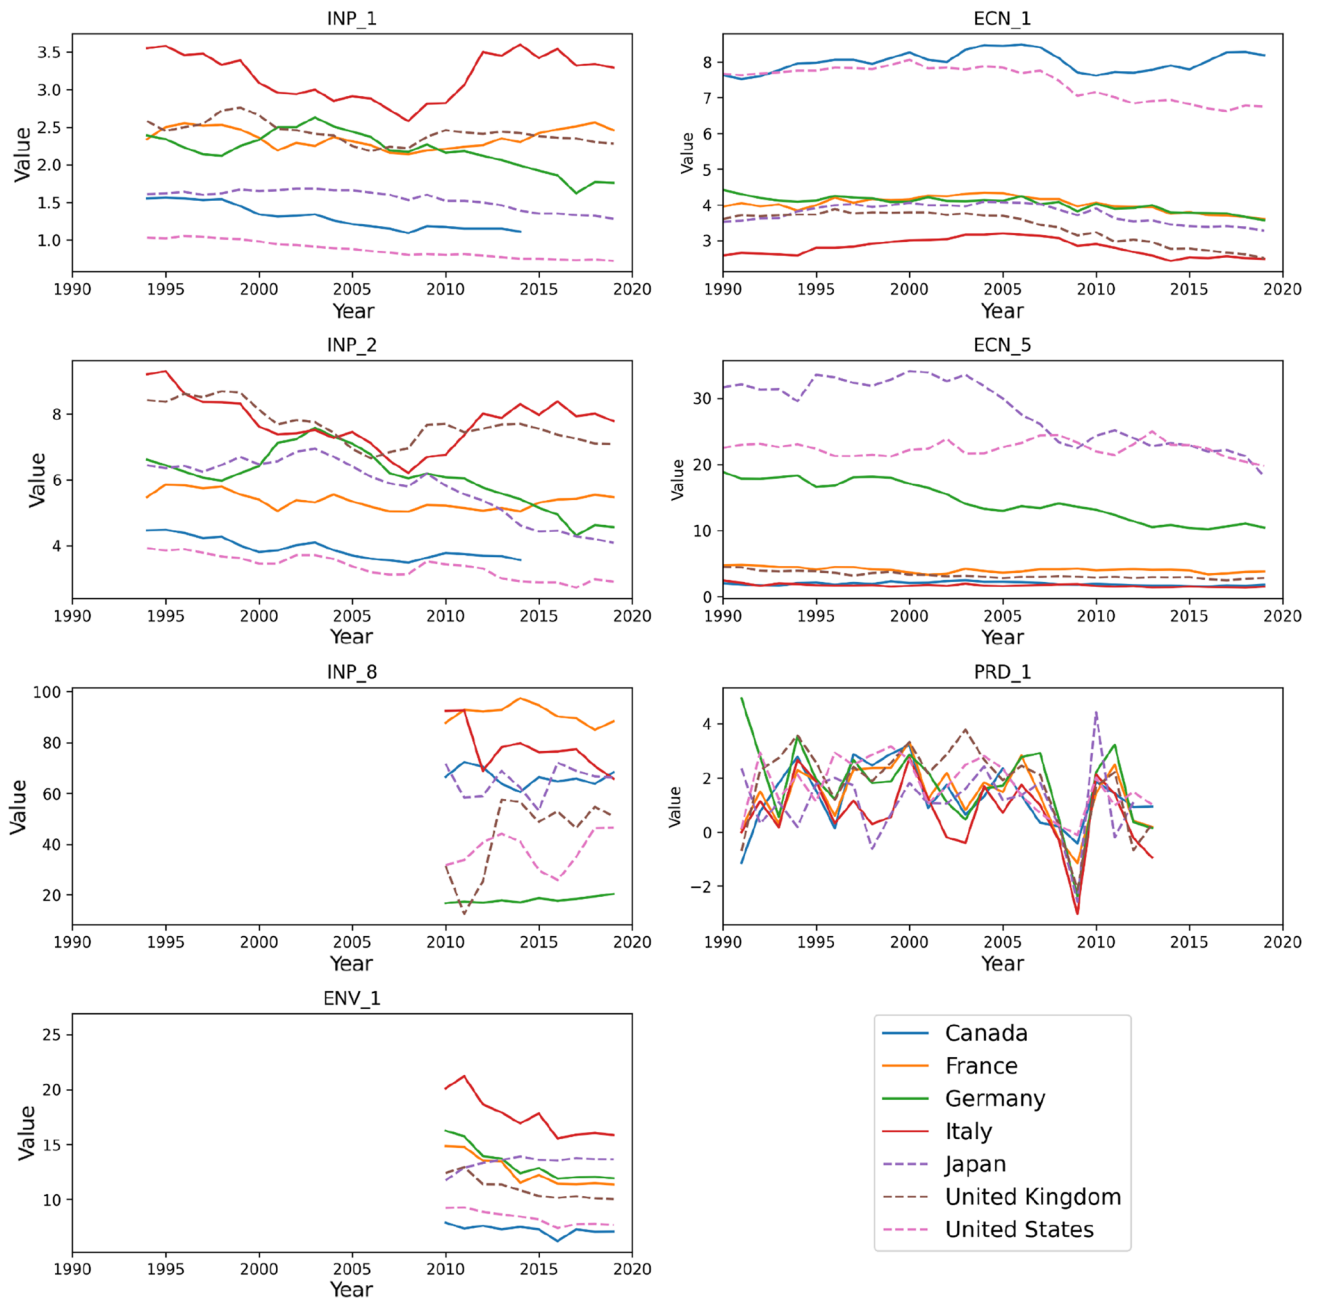 INP_1
Value
3.5
3.0
2.5
2.0
1.5
1.0
1990 1995 2000 2005 2010 2015 2020
Year
ECN_1
Value
8
7
6
5
4
3
1990 1995 2000 2005 2010 2015 2020
Year
INP_2
Value
8
6
4
1990 1995 2000 2005 2010 2015 2020
Year
ECN_5
Value
30
20
10
0
1990 1995 2000 2005 2010 2015 2020
Year
INP_8
Value
100
80
60
40
20
1990 1995 2000 2005 2010 2015 2020
Year
PRD_1
Value
4
2
0
−2
1990 1995 2000 2005 2010 2015 2020
Year
ENV_1
Value
25
20
15
10
1990 1995 2000 2005 2010 2015 2020
Year
Canada
France
Germany
Italy
Japan
United Kingdom
United States